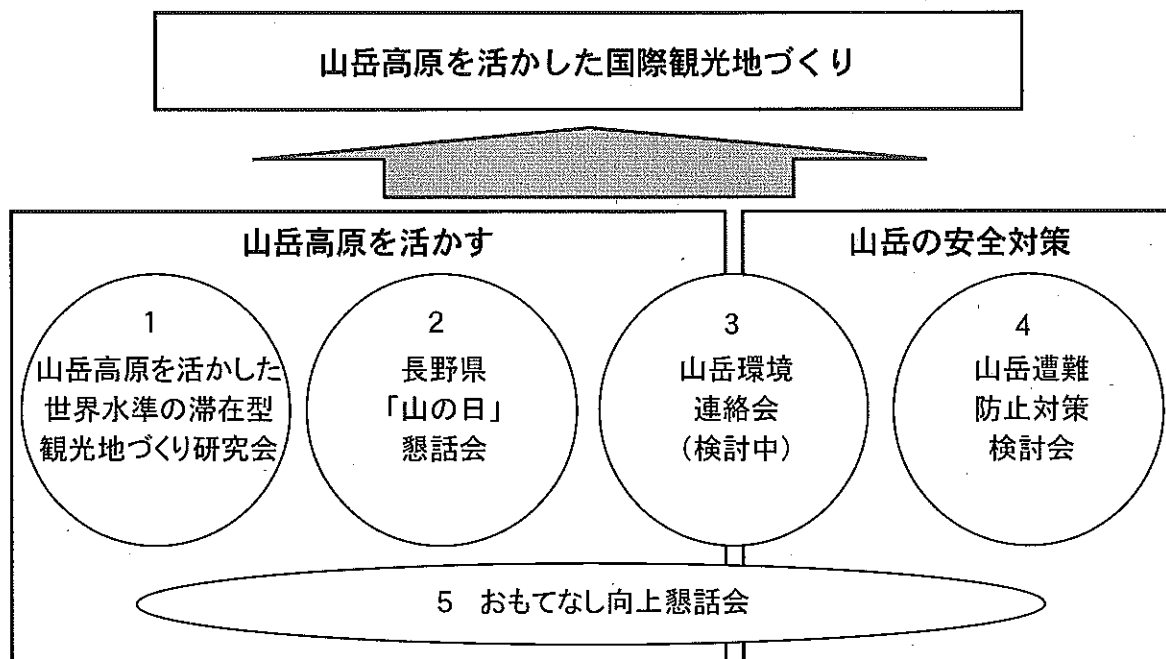 山岳高原を活かした国際観光地づくり
山岳高原を活かす
山岳の安全対策
1
山岳高原を活かした
世界水準の滞在型
観光地づくり研究会
2
長野県
「山の日」
懇話会
3
山岳環境
連絡会
(検討中)
4
山岳遭難
防止対策
検討会
5 おもてなし向上懇話会